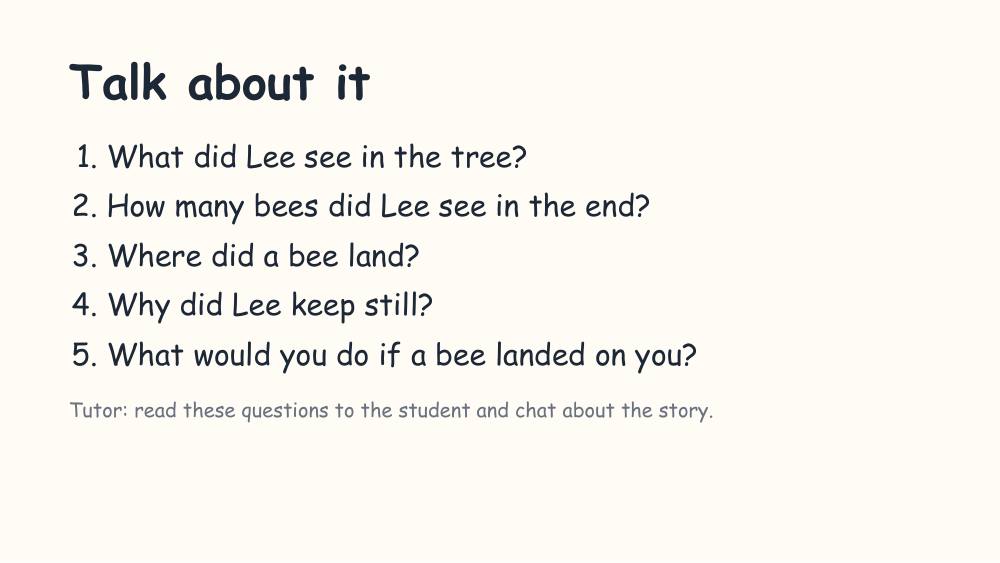 Talk about it
1. What did Lee see in the tree?
2. How many bees did Lee see in the end?
3. Where did a bee land?
4. Why did Lee keep still?
5. What would you do if a bee landed on you?
Tutor: read these questions to the student and chat about the story.